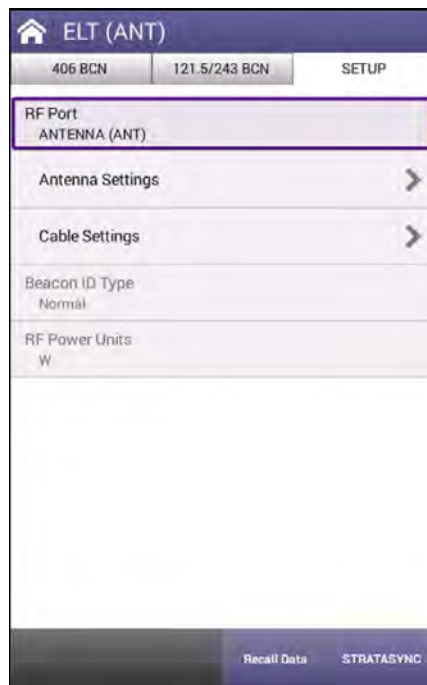 ELT (ANT)
406 BCN 121.5/243 BCN SETUP
RF Port
ANTENNA (ANT)
Antenna Settings
Cable Settings
Beacon ID Type
Normal
RF Power Units
W
Recall Data STRATASYNC